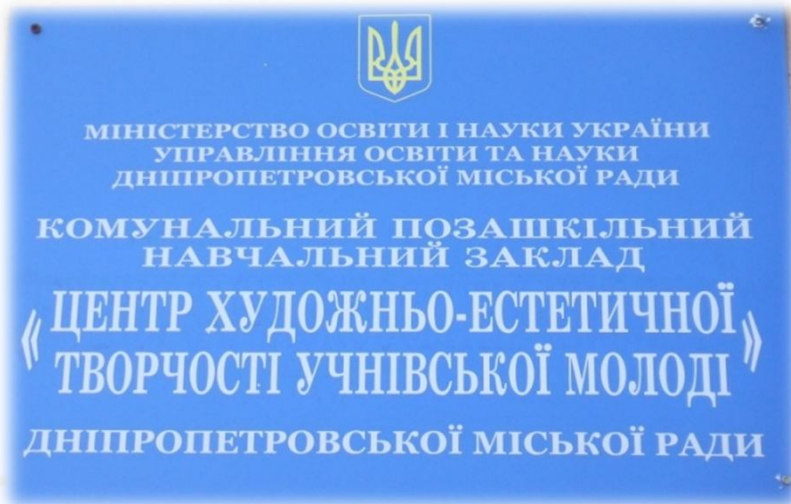 МІНІСТЕРСТВО ОСВІТИ І НАУКИ УКРАЇНИ
УПРАВЛІННЯ ОСВІТИ ТА НАУКИ
ДНІПРОПЕТРОВСЬКОЇ МІСЬКОЇ РАДИ
КОМУНАЛЬНИЙ ПОЗАШКІЛЬНИЙ
НАВЧАЛЬНИЙ ЗАКЛАД
«ЦЕНТР ХУДОЖНЬО-ЕСТЕТИЧНОЇ
ТВОРЧОСТІ УЧНІВСЬКОЇ МОЛОДІ»
ДНІПРОПЕТРОВСЬКОЇ МІСЬКОЇ РАДИ